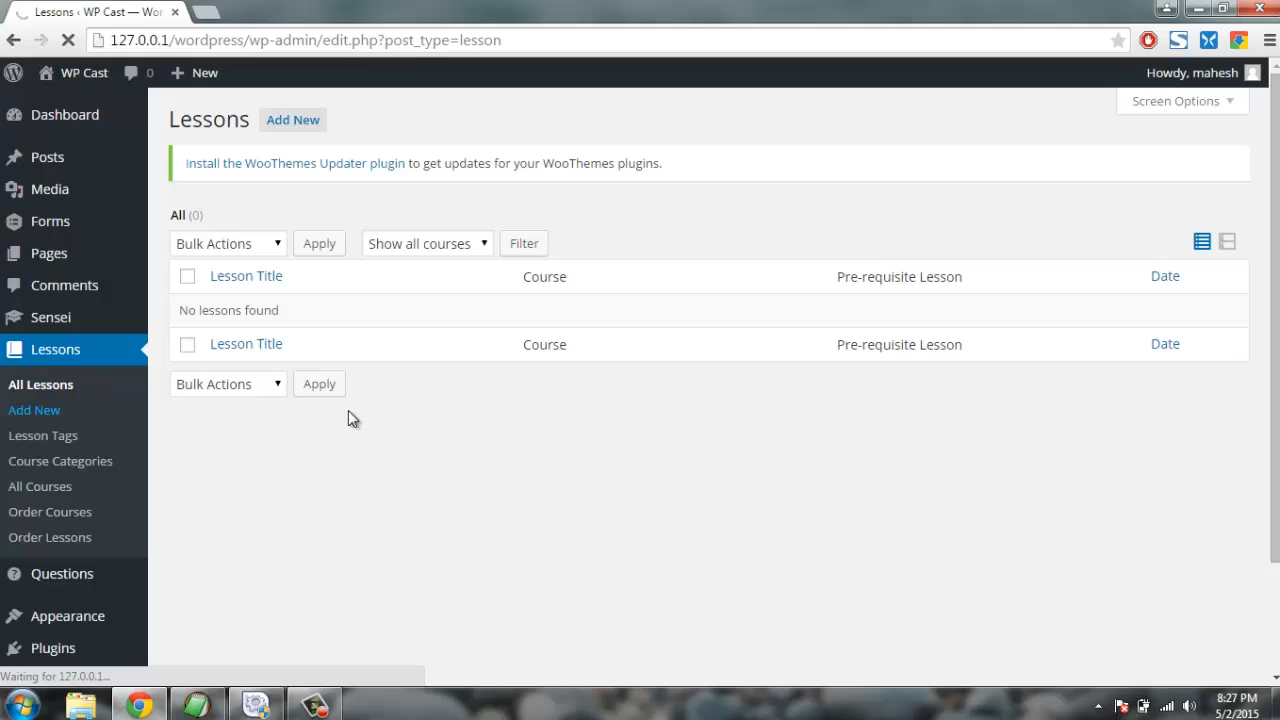 Lessons ‹ WP Cast — Wor
127.0.0.1/wordpress/wp-admin/edit.php?post_type=lesson
WP Cast 0 New Howdy, mahesh
Screen Options
Dashboard
Posts
Media
Forms
Pages
Comments
Sensei
Lessons
All Lessons
Add New
Lesson Tags
Course Categories
All Courses
Order Courses
Order Lessons
Questions
Appearance
Plugins
Lessons Add New
Install the WooThemes Updater plugin to get updates for your WooThemes plugins.
All (0)
Bulk Actions Apply Show all courses Filter
Lesson Title Course Pre-requisite Lesson Date
No lessons found
Lesson Title Course Pre-requisite Lesson Date
Bulk Actions Apply
Waiting for 127.0.0.1...
8:27 PM
5/2/2015